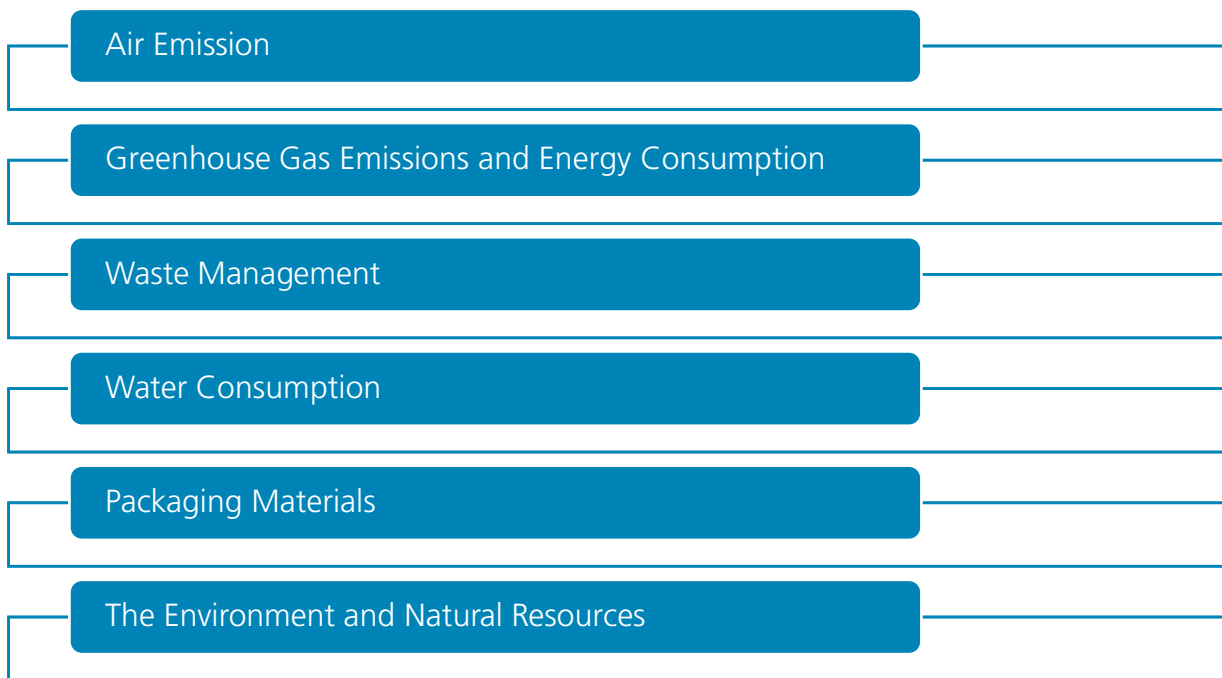 Air Emission
Greenhouse Gas Emissions and Energy Consumption
Waste Management
Water Consumption
Packaging Materials
The Environment and Natural Resources